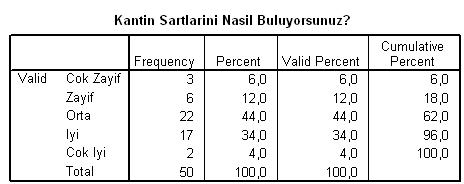 Kantin Sartlarini Nasil Buluyorsunuz?
Frequency Percent Valid Percent Cumulative Percent
Valid Cok Zayif 3 6,0 6,0 6,0
Zayif 6 12,0 12,0 18,0
Orta 22 44,0 44,0 62,0
Iyi 17 34,0 34,0 96,0
Cok Iyi 2 4,0 4,0 100,0
Total 50 100,0 100,0